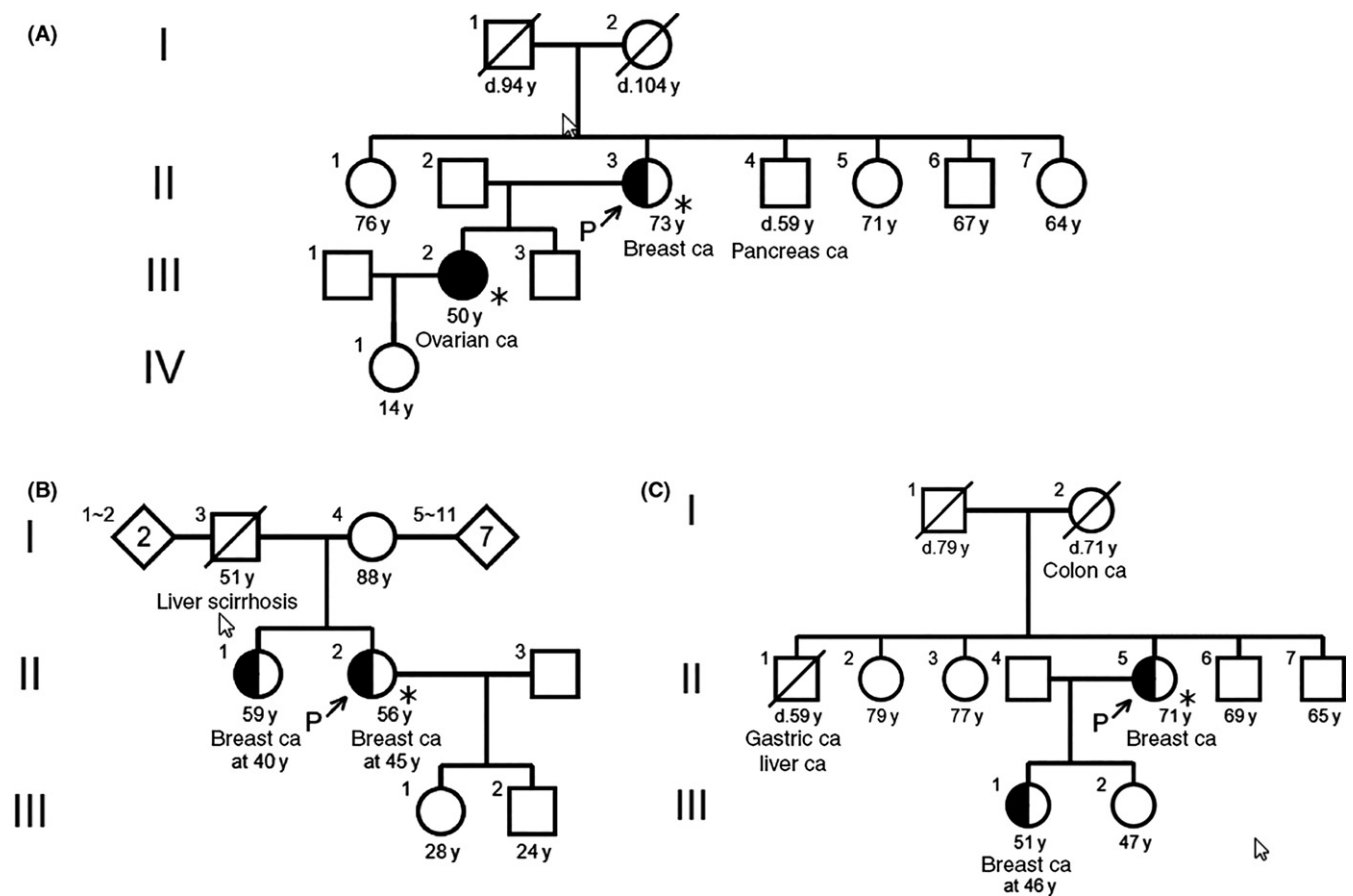 (A)
I
1
2
d.94 y
d.104 y
II
1
2
3
4
5
6
7
76 y
P
*
73 y
d.59 y
71 y
67 y
64 y
Breast ca
Pancreas ca
III
1
2
3
*
50 y
Ovarian ca
IV
1
14 y
(B)
I
1~2
2
3
4
5~11
7
51 y
88 y
Liver scirrhosis
II
1
2
3
P
*
59 y
56 y
Breast ca
at 40 y
Breast ca
at 45 y
III
1
2
28 y
24 y
(C)
I
1
2
d.79 y
d.71 y
Colon ca
II
1
2
3
4
5
6
7
P
*
d.59 y
79 y
77 y
71 y
69 y
65 y
Gastric ca
liver ca
Breast ca
III
1
2
51 y
47 y
Breast ca
at 46 y